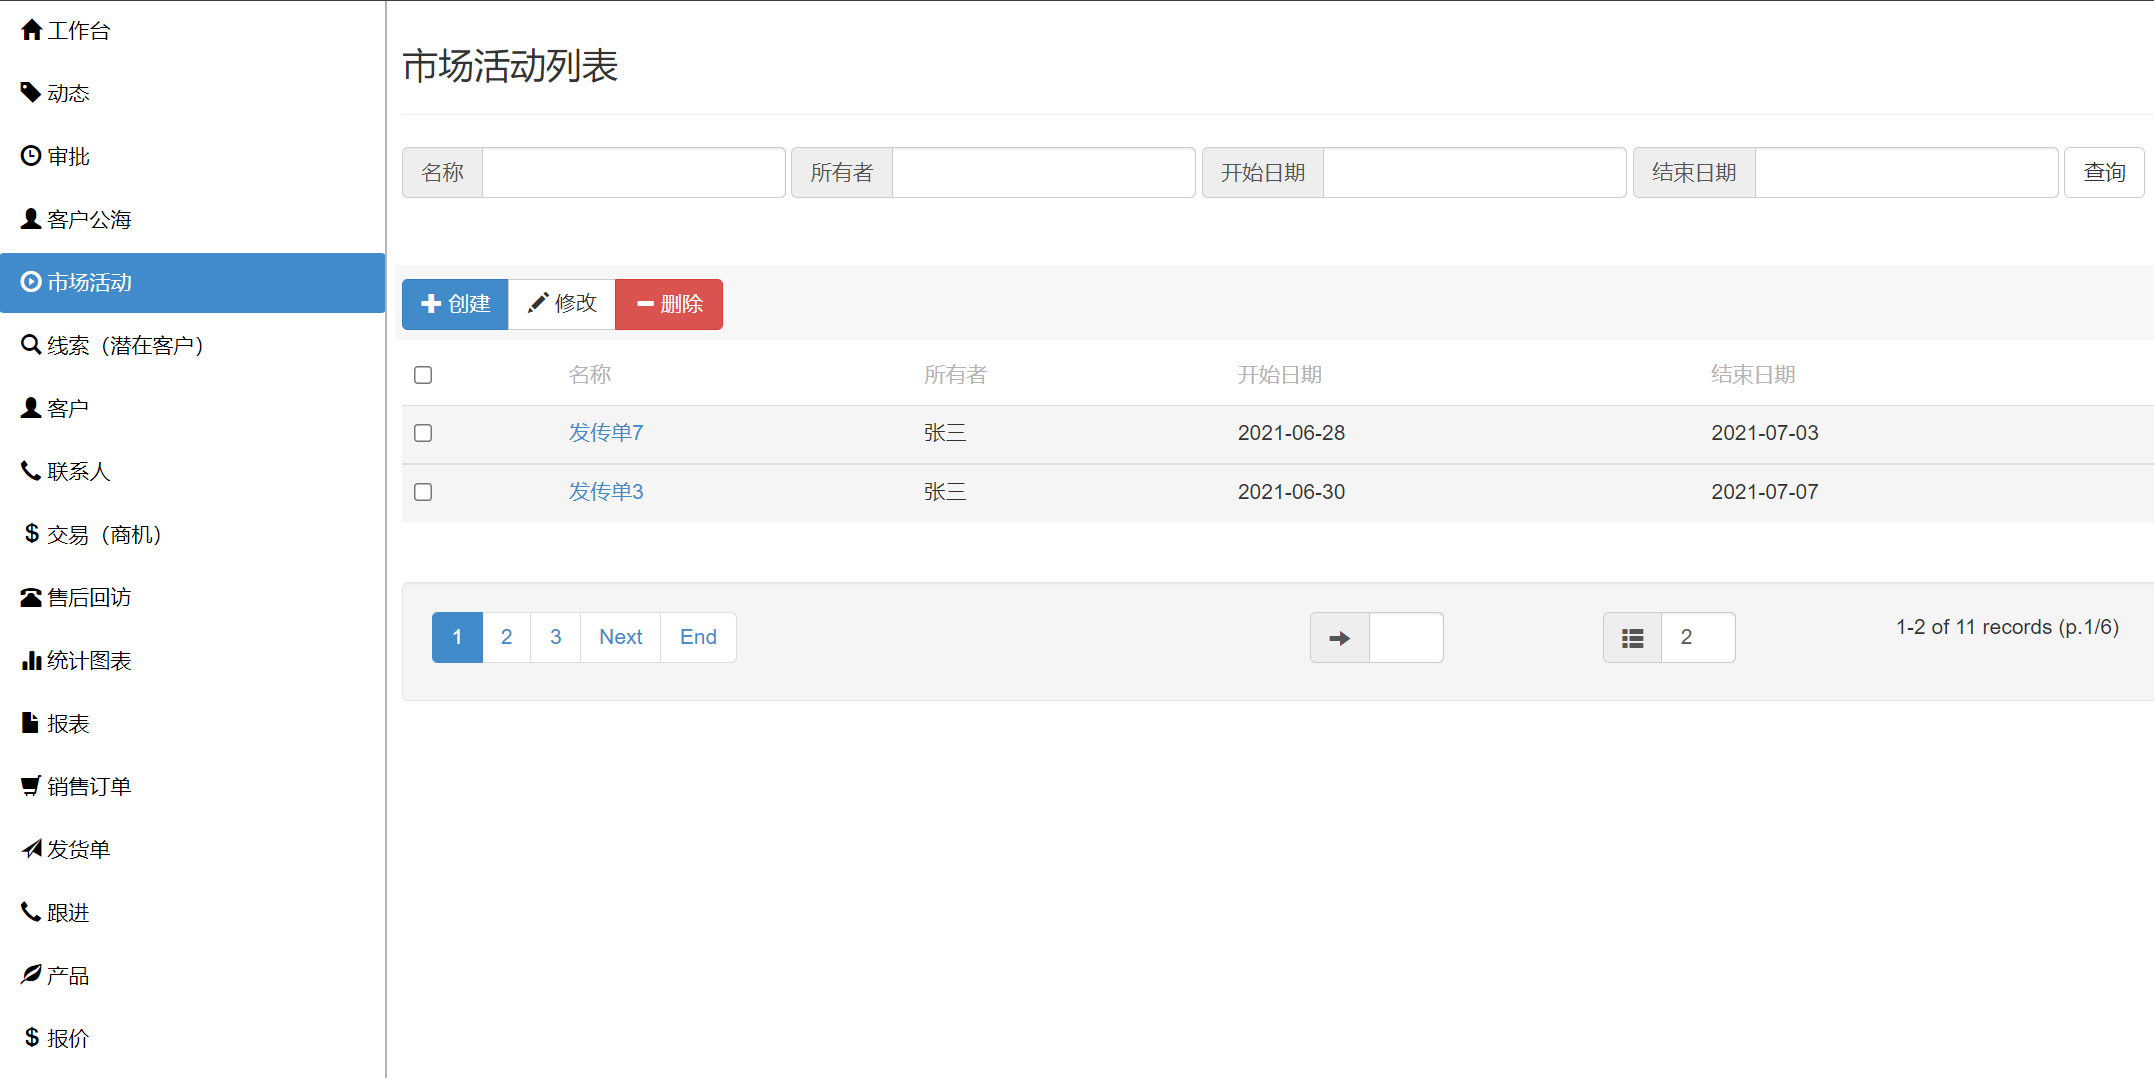 工作台
动态
审批
客户公海
市场活动
线索（潜在客户）
客户
联系人
交易（商机）
售后回访
统计图表
报表
销售订单
发货单
跟进
产品
报价
市场活动列表
名称 所有者 开始日期 结束日期 查询
创建 修改 删除
名称 所有者 开始日期 结束日期
发传单7 张三 2021-06-28 2021-07-03
发传单3 张三 2021-06-30 2021-07-07
1 2 3 Next End 2 1-2 of 11 records (p.1/6)